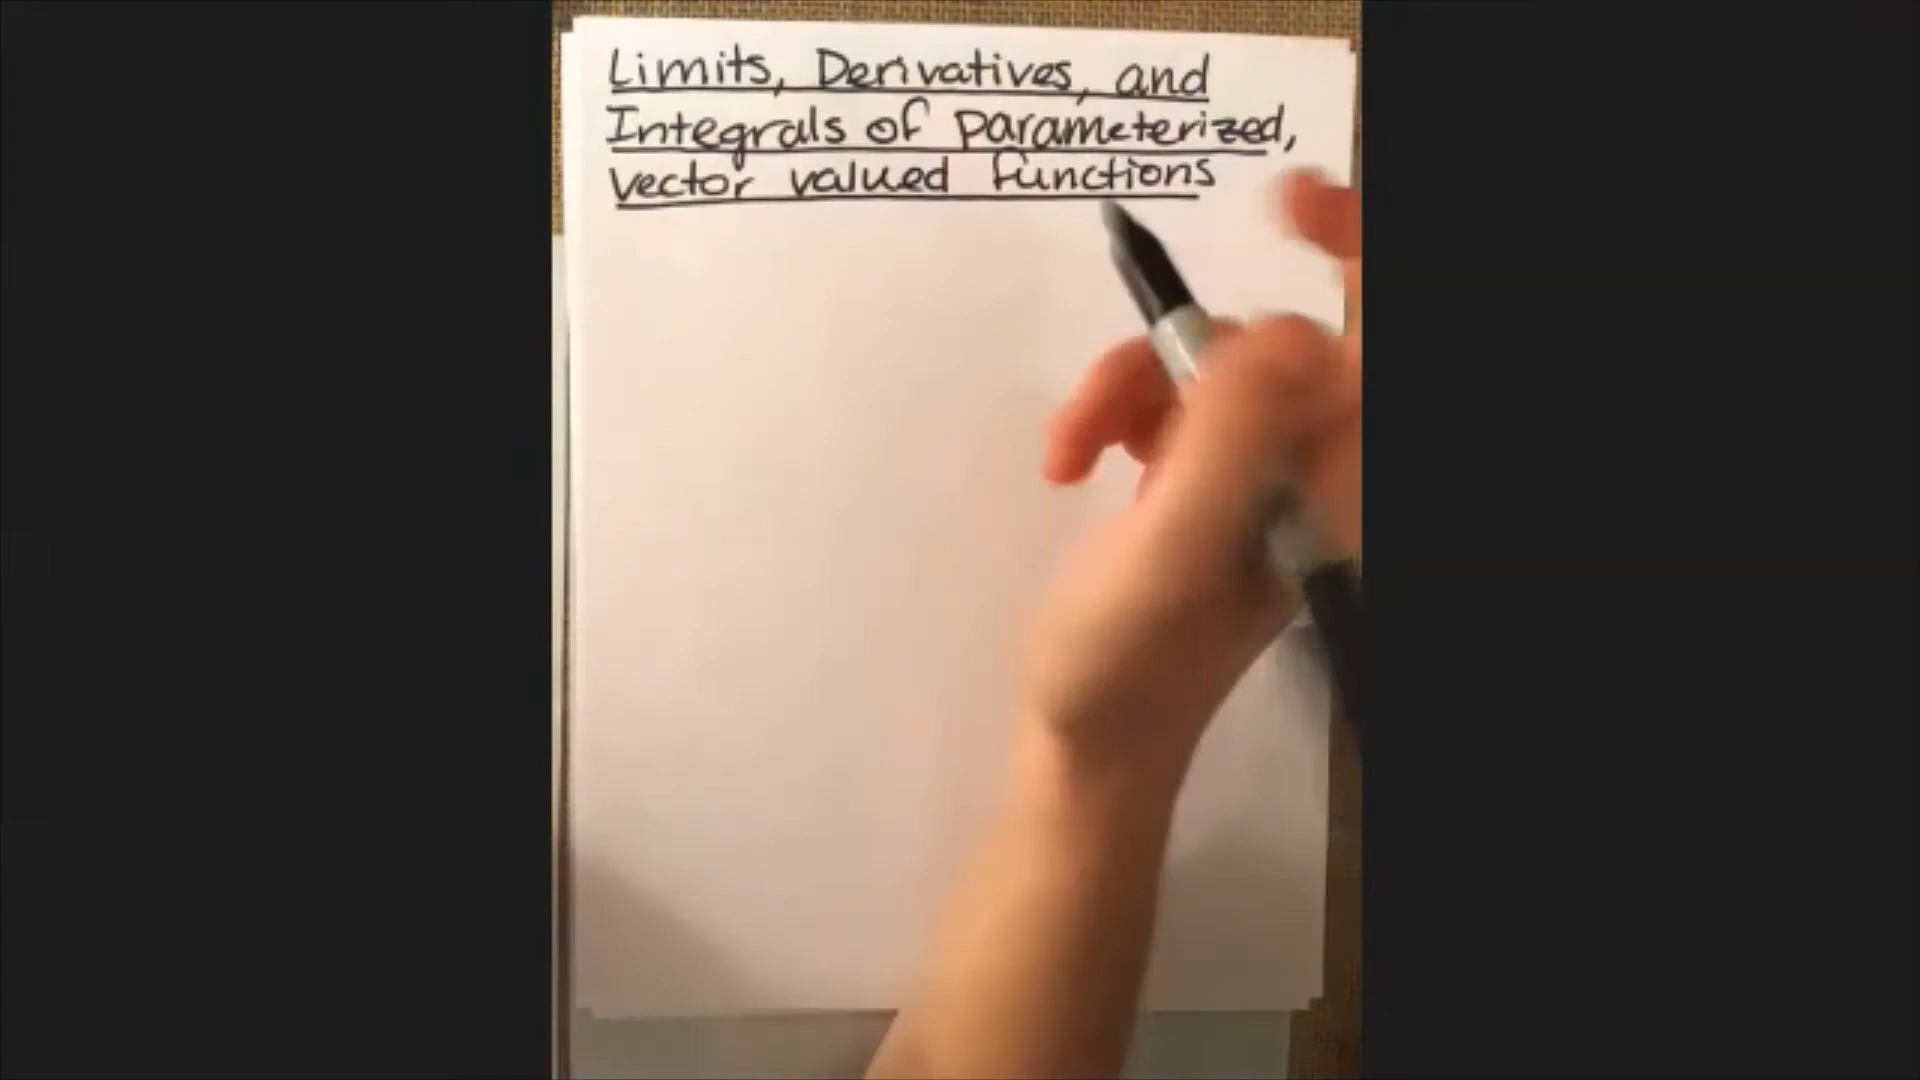 Limits, Derivatives, and
Integrals of parameterized,
vector valued functions